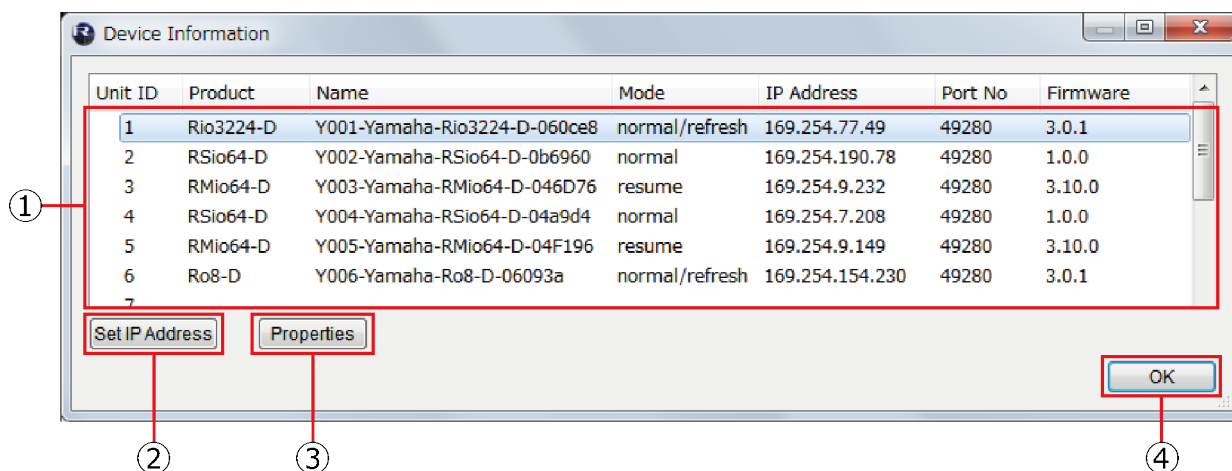 Device Information
Unit ID Product Name Mode IP Address Port No Firmware
1 Rio3224-D Y001-Yamaha-Rio3224-D-060ce8 normal/refresh 169.254.77.49 49280 3.0.1
2 RSio64-D Y002-Yamaha-RSio64-D-0b6960 normal 169.254.190.78 49280 1.0.0
3 RMio64-D Y003-Yamaha-RMio64-D-046D76 resume 169.254.9.232 49280 3.10.0
①
4 RSio64-D Y004-Yamaha-RSio64-D-04a9d4 normal 169.254.7.208 49280 1.0.0
5 RMio64-D Y005-Yamaha-RMio64-D-04F196 resume 169.254.9.149 49280 3.10.0
6 Ro8-D Y006-Yamaha-Ro8-D-06093a normal/refresh 169.254.154.230 49280 3.0.1
7
Set IP Address Properties
OK
② ③ ④